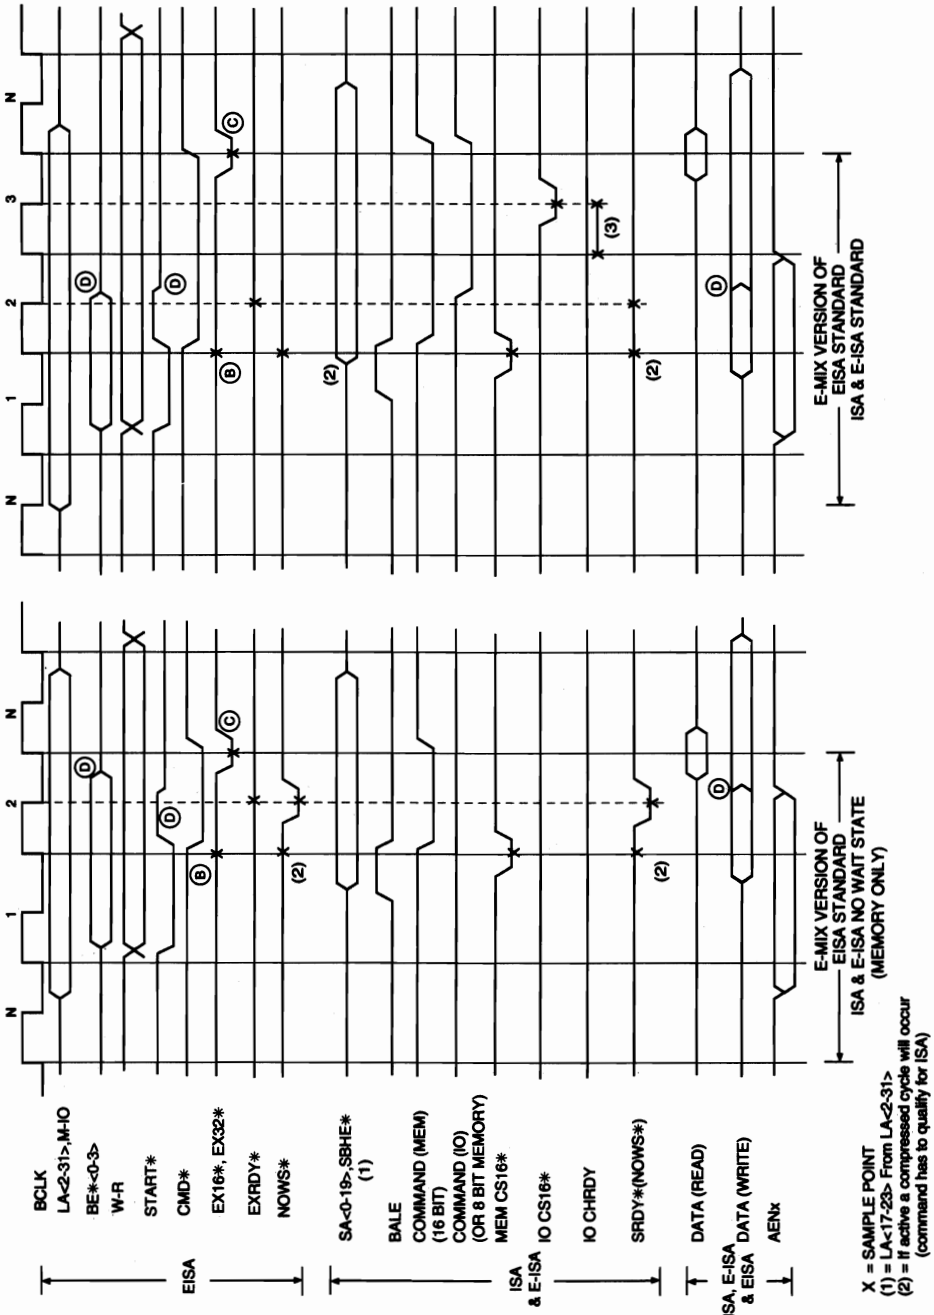 BCLK
LA<2-31>,M-IO
BE*<0-3>
W-R
START*
CMD*
EX16*, EX32*
EXRDY*
NOWS*
SA<0-19>,SBHE*
(1)
BALE
COMMAND (MEM)
(16 BIT)
COMMAND (IO)
(OR 8 BIT MEMORY)
MEM CS16*
IO CS16*
IO CHRDY
SRDY*(NOWS*)
DATA (READ)
DATA (WRITE)
AENx
EISA
ISA
& E-ISA
ISA, E-ISA
& EISA
N
1
2
N
D
D
B
C
(2)
(2)
D
E-MIX VERSION OF
EISA STANDARD
ISA & E-ISA NO WAIT STATE
(MEMORY ONLY)
N
1
2
3
N
D
D
B
C
(2)
(3)
(2)
D
E-MIX VERSION OF
EISA STANDARD
ISA & E-ISA STANDARD
X = SAMPLE POINT
(1) = LA<17-23> From LA<2-31>
(2) = If active a compressed cycle will occur
(command has to qualify for ISA)